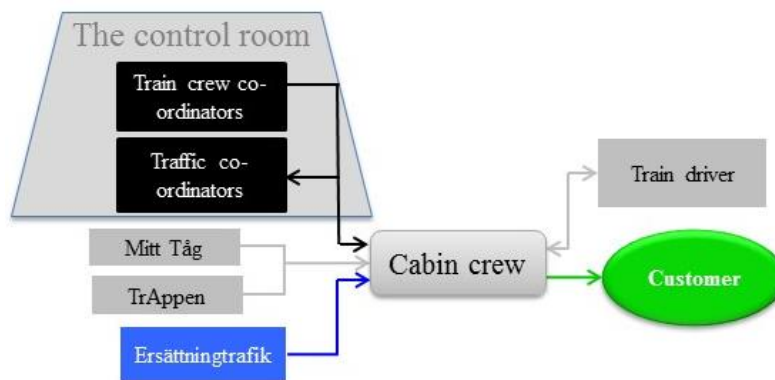 The control room
Train crew co-
ordinators
Traffic co-
ordinators
Train driver
Mitt Tåg
Cabin crew
TrAppen
Customer
Ersättningtrafik